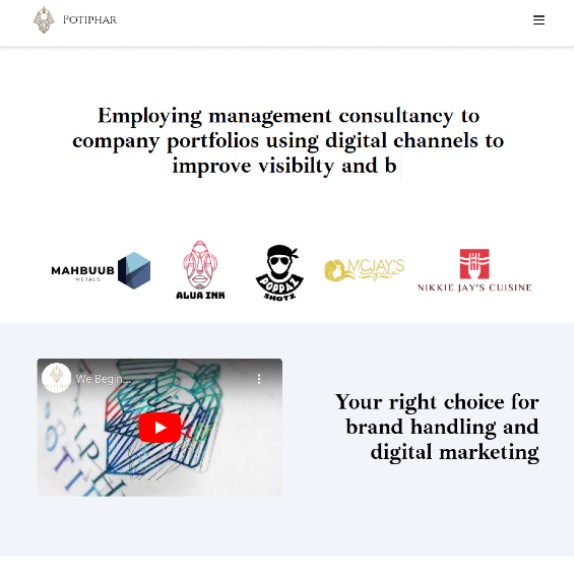 POTIPHAR
Employing management consultancy to
company portfolios using digital channels to
improve visibilty and b
MAHBUUB
METALS
ALUA INK
POPPAZ
SHOTZ
MCJAY'S
NIKKIE JAY'S CUISINE
We Begin...
Your right choice for
brand handling and
digital marketing